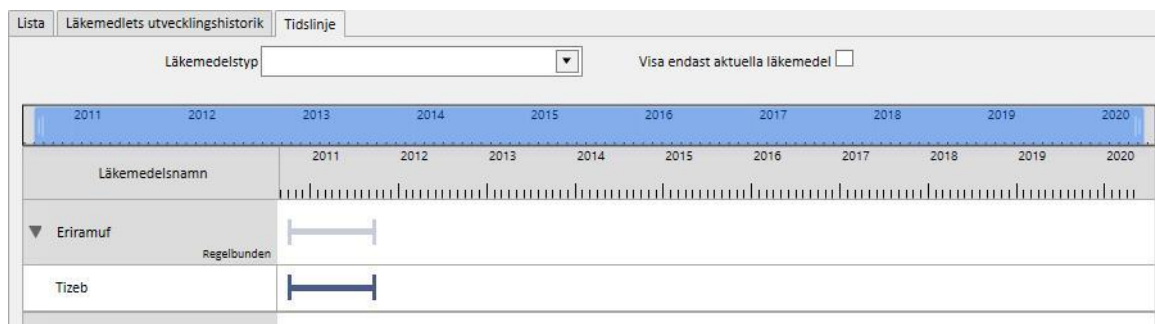 Lista Läkemedlets utvecklingshistorik Tidslinje
Läkemedelstyp Visa endast aktuella läkemedel
2011 2012 2013 2014 2015 2016 2017 2018 2019 2020
2011 2012 2013 2014 2015 2016 2017 2018 2019 2020
Läkemedelsnamn
Eriramuf
Regelbunden
Tizeb